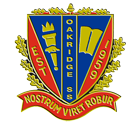 OAKRIDGE SS
EST 1959
NOSTRUM VIRET ROBUR